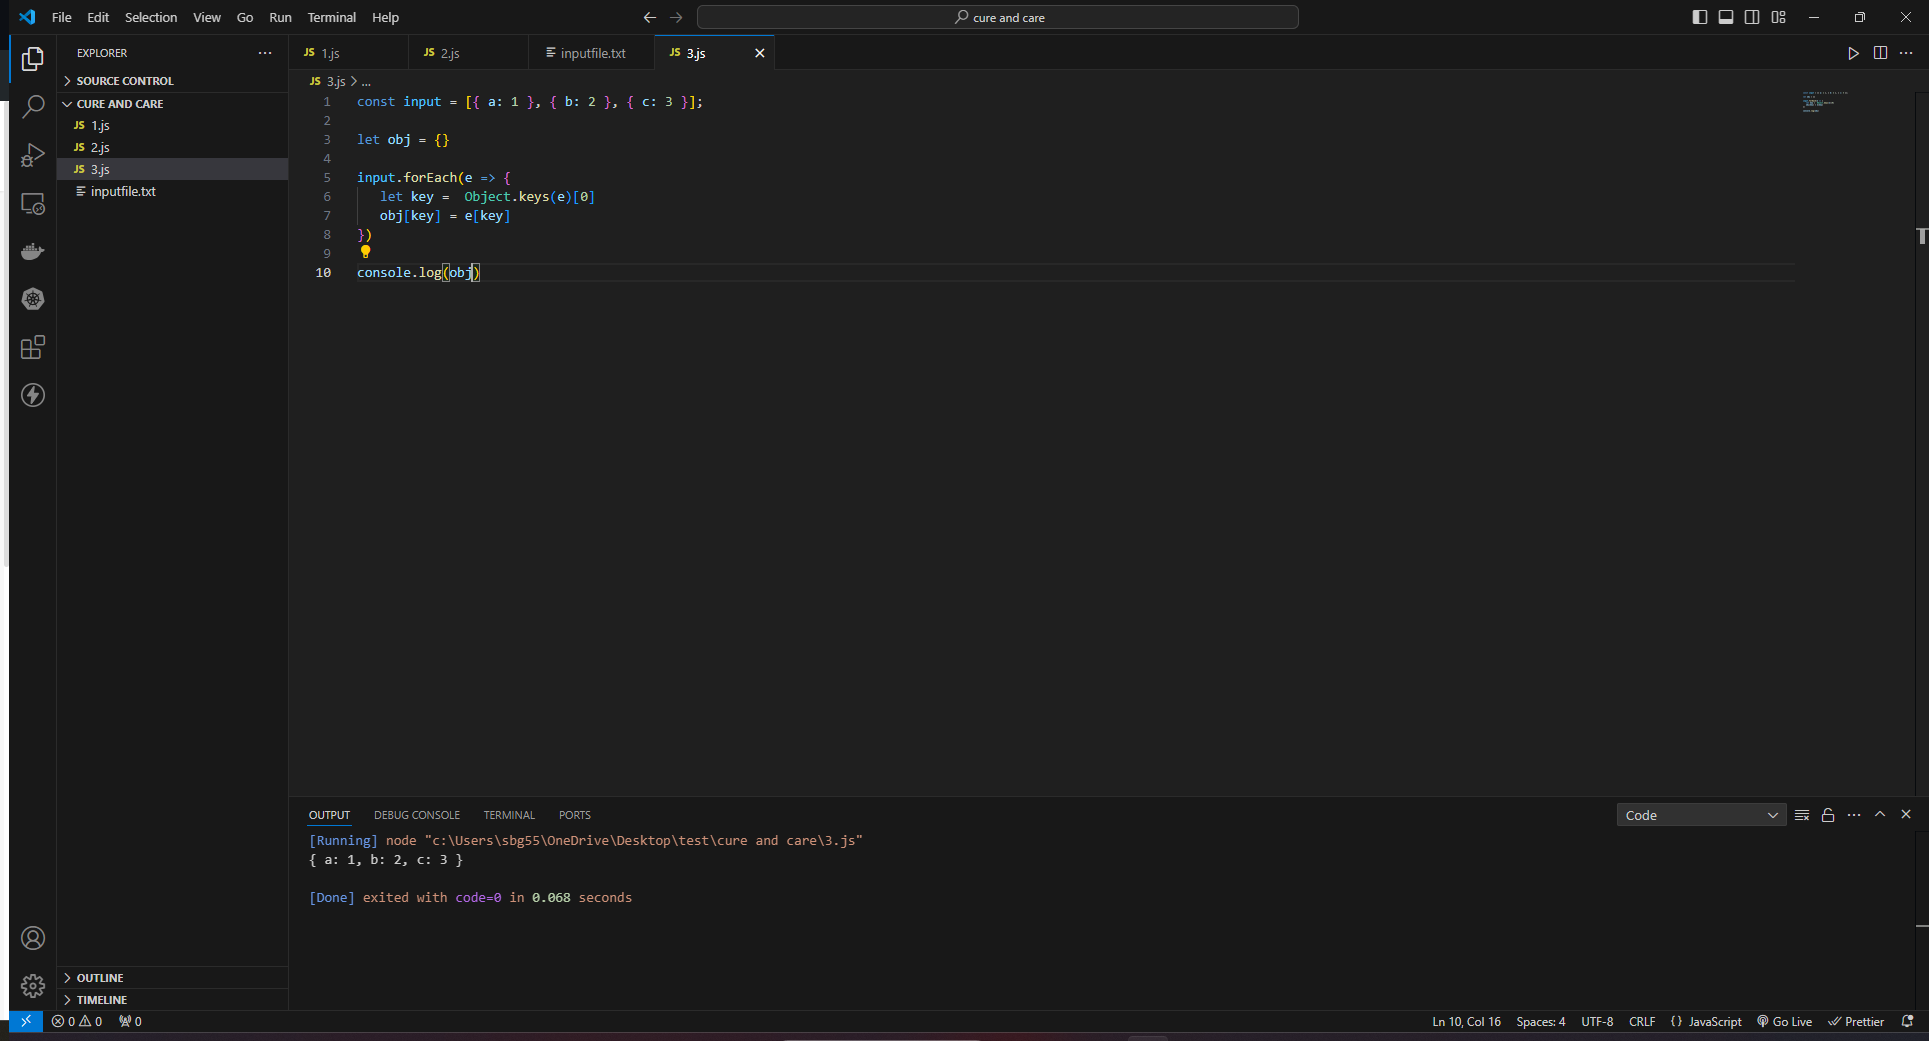 File Edit Selection View Go Run Terminal Help
cure and care
EXPLORER
SOURCE CONTROL
CURE AND CARE
JS 1.js
JS 2.js
JS 3.js
inputfile.txt
JS 1.js JS 2.js inputfile.txt JS 3.js
JS 3.js > ...
1 const input = [{ a: 1 }, { b: 2 }, { c: 3 }];
2
3 let obj = {}
4
5 input.forEach(e => {
6 let key =  Object.keys(e)[0]
7 obj[key] = e[key]
8 })
9
10 console.log(obj)
OUTPUT DEBUG CONSOLE TERMINAL PORTS
Code
[Running] node "c:\Users\sbg55\OneDrive\Desktop\test\cure and care\3.js"
{ a: 1, b: 2, c: 3 }
[Done] exited with code=0 in 0.068 seconds
OUTLINE
TIMELINE
0 0 0
Ln 10, Col 16 Spaces: 4 UTF-8 CRLF {} JavaScript Go Live Prettier